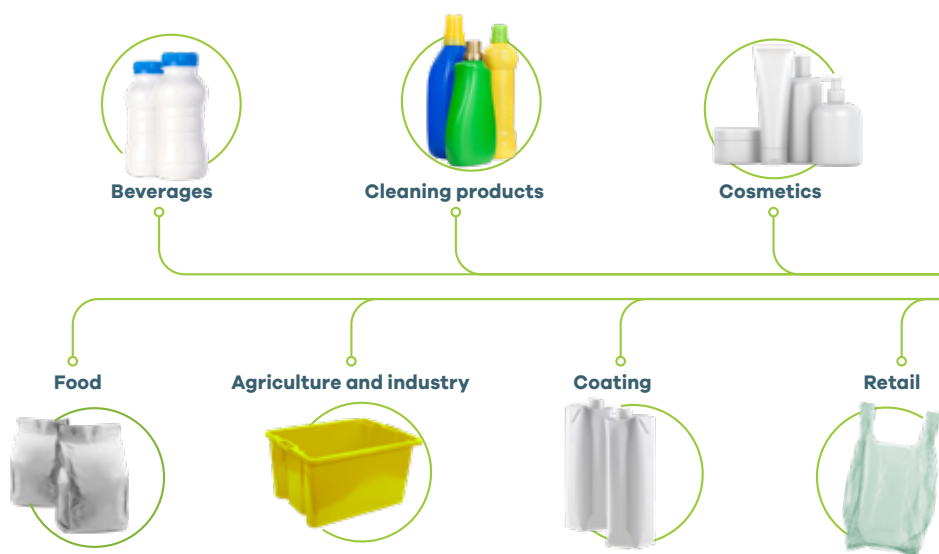 Beverages
Cleaning products
Cosmetics
Food
Agriculture and industry
Coating
Retail